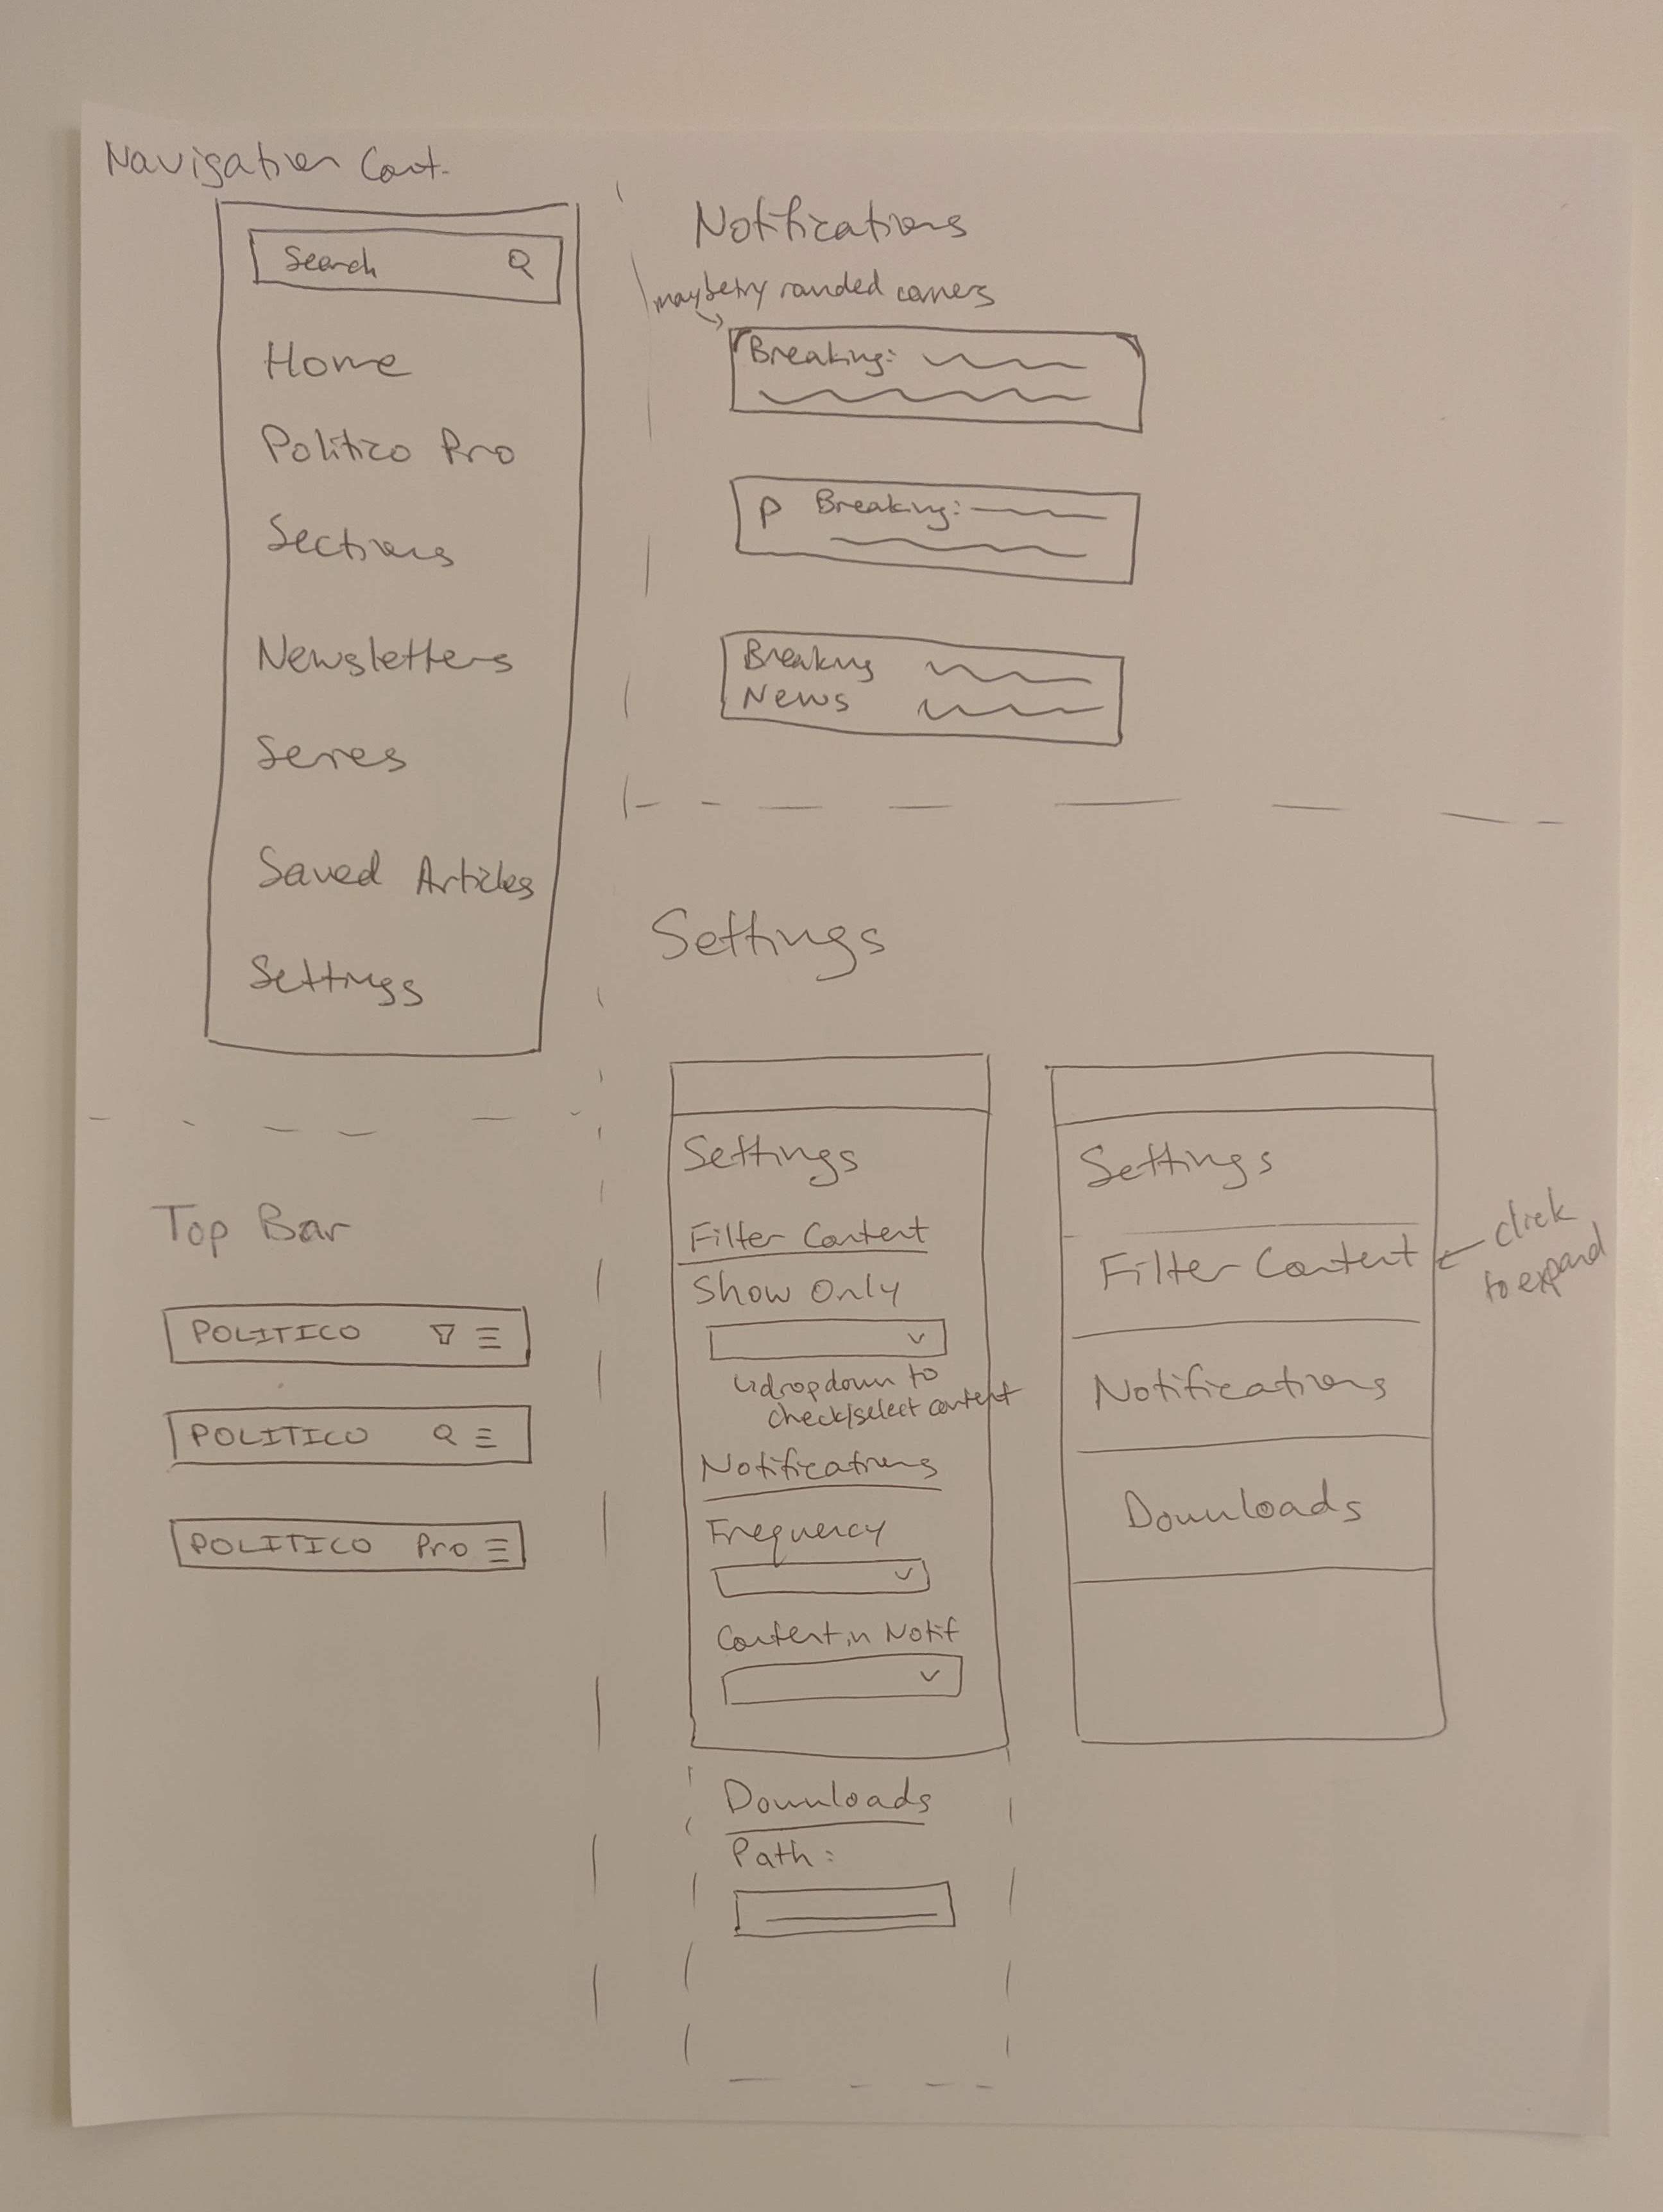 Navigation Cont.
Search
Home
Politico Pro
Sections
Newsletters
Series
Saved Articles
Settings
Top Bar
POLITICO
POLITICO
POLITICO Pro
Notifications
maybe try rounded corners
Breaking:
P Breaking:
Breaking
News
Settings
Settings
Filter Content
Show Only
dropdown to
check/select content
Notifications
Frequency
Content in Notif
Downloads
Path:
Settings
Filter Content
click
to expand
Notifications
Downloads